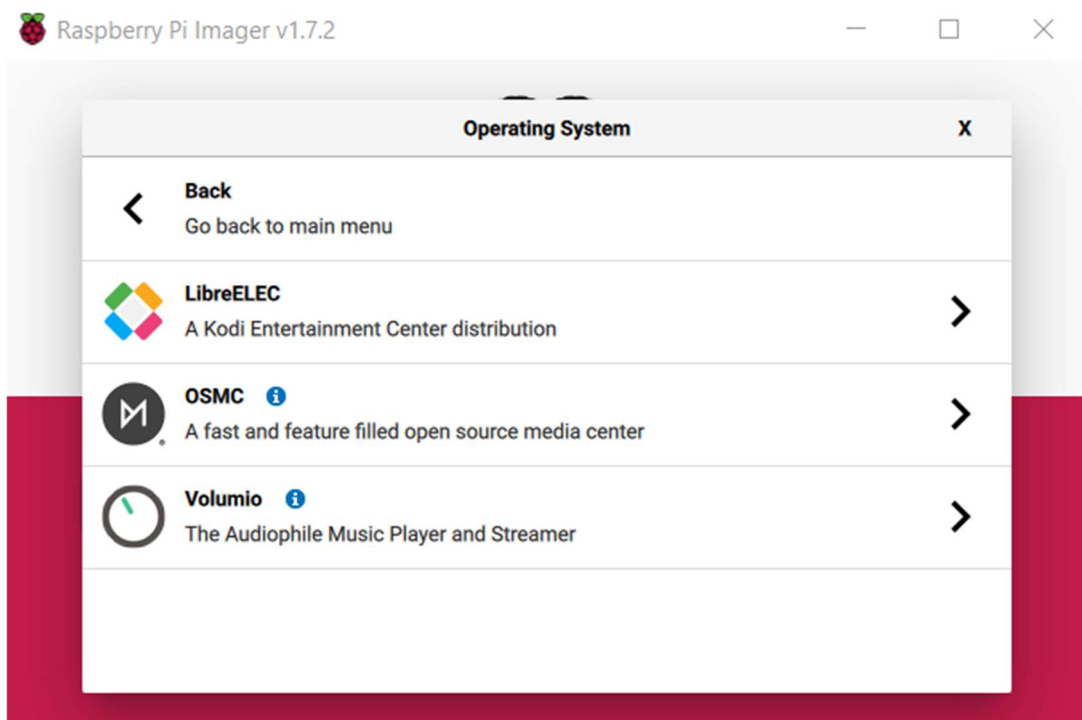 Raspberry Pi Imager v1.7.2
Operating System X
Back
Go back to main menu
LibreELEC
A Kodi Entertainment Center distribution
OSMC
A fast and feature filled open source media center
Volumio
The Audiophile Music Player and Streamer